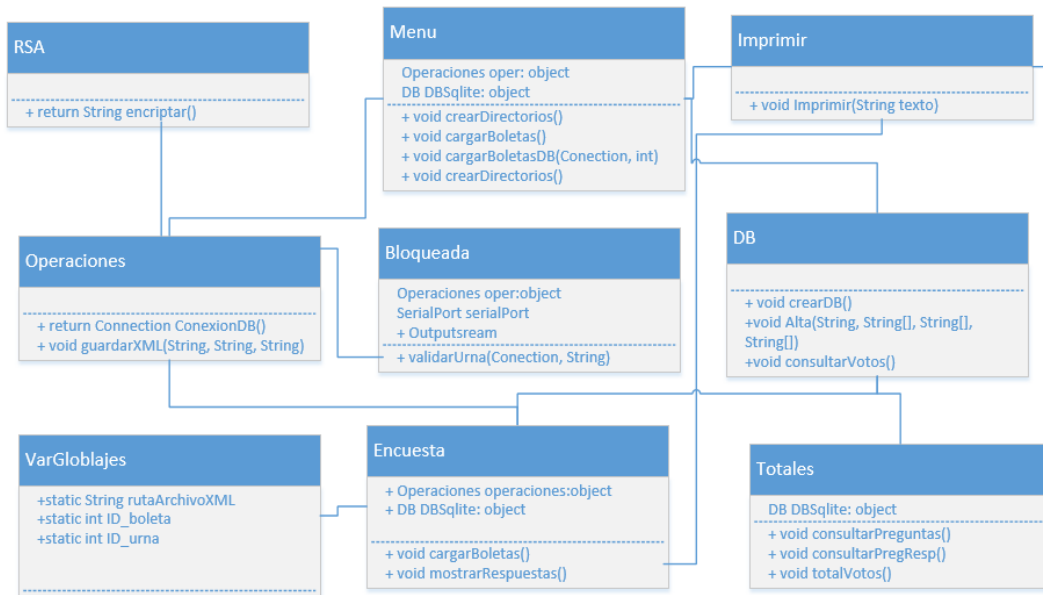 RSA
+ return String encriptar()
Menu
Operaciones oper: object
DB DBSqlite: object
+ void crearDirectorios()
+ void cargarBoletas()
+ void cargarBoletasDB(Conection, int)
+ void crearDirectorios()
Imprimir
+ void Imprimir(String texto)
Operaciones
+ return Connection ConexionDB()
+ void guardarXML(String, String, String)
Bloqueada
Operaciones oper:object
SerialPort serialPort
+ Outputsream
+ validarUrna(Conection, String)
DB
+ void crearDB()
+void Alta(String, String[], String[],
String[])
+void consultarVotos()
VarGloblajes
+static String rutaArchivoXML
+static int ID_boleta
+static int ID_urna
Encuesta
+ Operaciones operaciones:object
+ DB DBSqlite: object
+ void cargarBoletas()
+ void mostrarRespuestas()
Totales
DB DBSqlite: object
+ void consultarPreguntas()
+ void consultarPregResp()
+ void totalVotos()